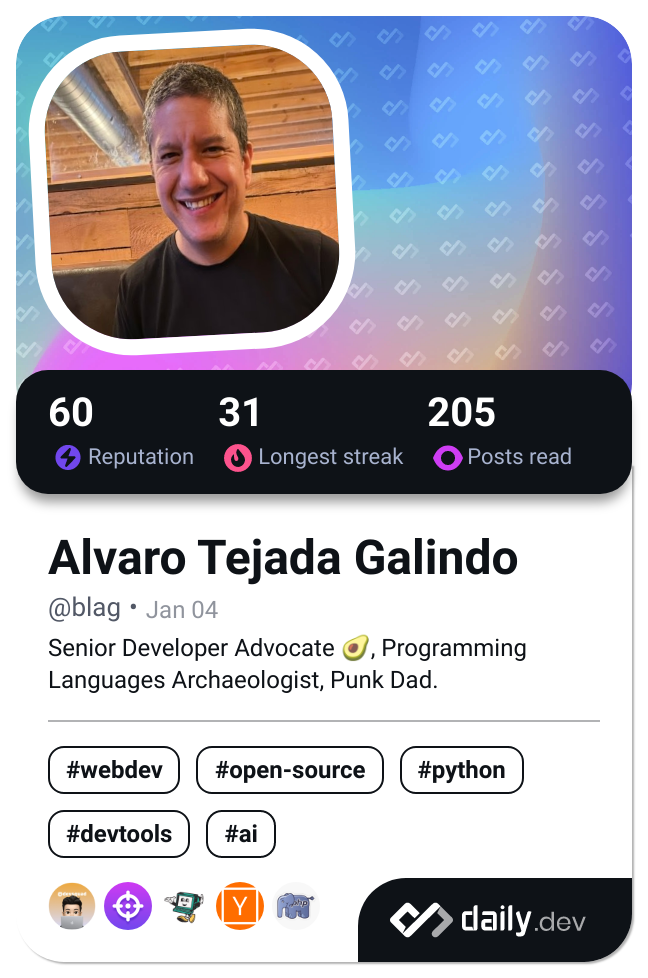 60 31 205
Reputation Longest streak Posts read
Alvaro Tejada Galindo
@blag • Jan 04
Senior Developer Advocate 🥑, Programming
Languages Archaeologist, Punk Dad.
#webdev #open-source #python
#devtools #ai
Y php
daily.dev